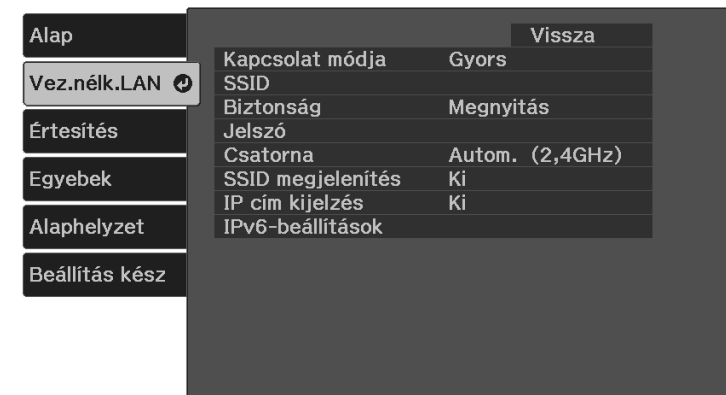 Alap
Vez.nélk.LAN
Értesítés
Egyebek
Alaphelyzet
Beállítás kész
Vissza
Kapcsolat módja Gyors
SSID
Biztonság Megnyitás
Jelszó
Csatorna Autom. (2,4GHz)
SSID megjelenítés Ki
IP cím kijelzés Ki
IPv6-beállítások